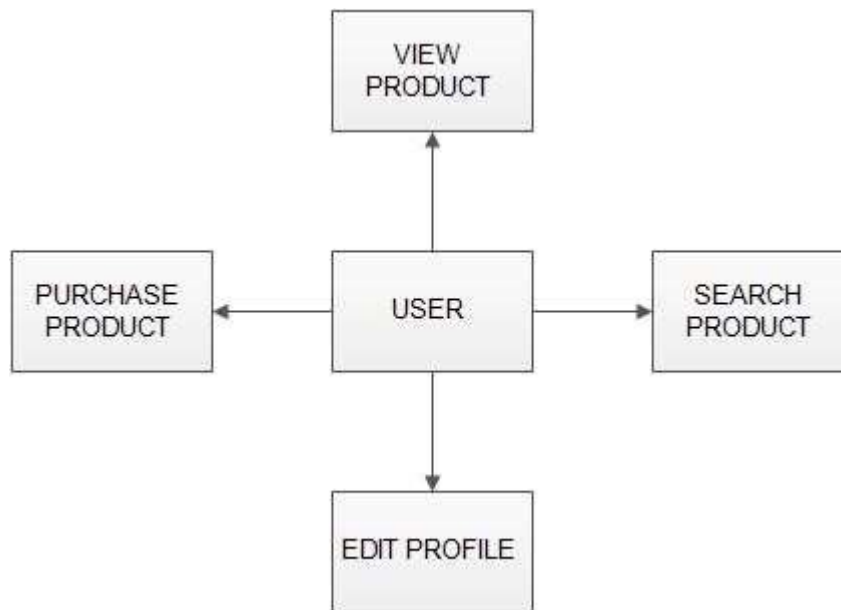 VIEW
PRODUCT
PURCHASE
PRODUCT
USER
SEARCH
PRODUCT
EDIT PROFILE